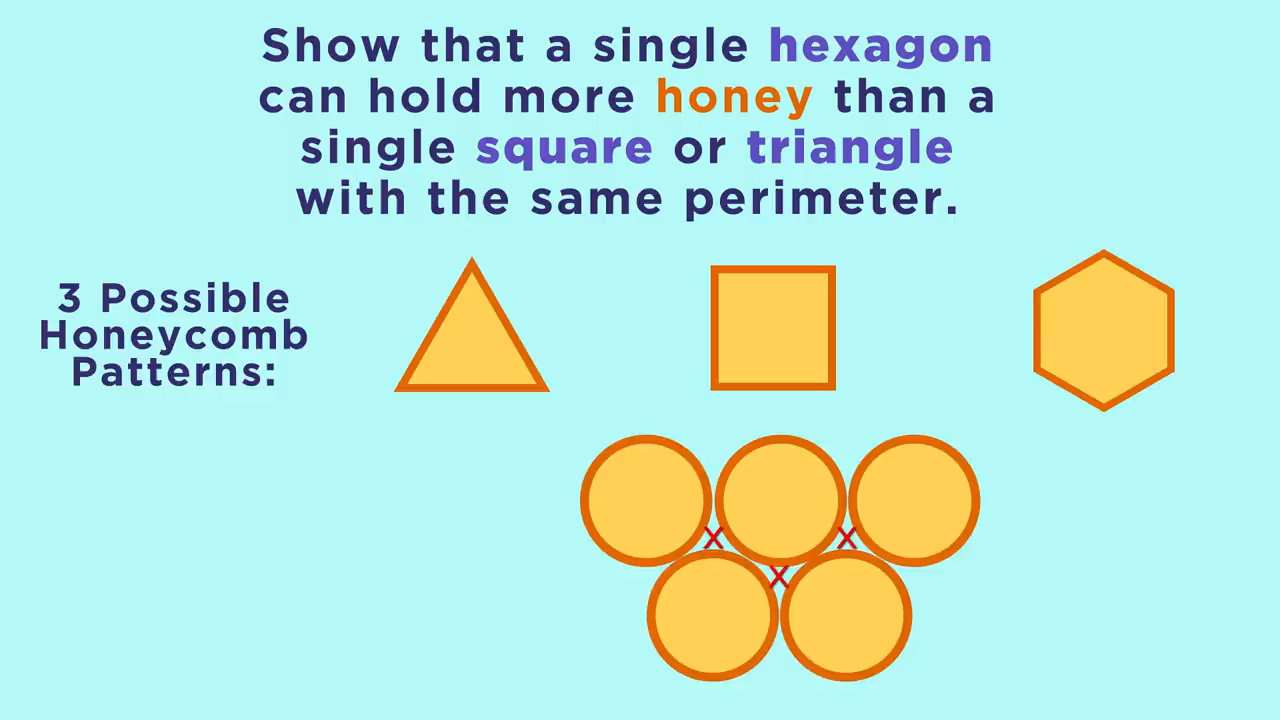 Show that a single hexagon
can hold more honey than a
single square or triangle
with the same perimeter.
3 Possible
Honeycomb
Patterns:
X X
X